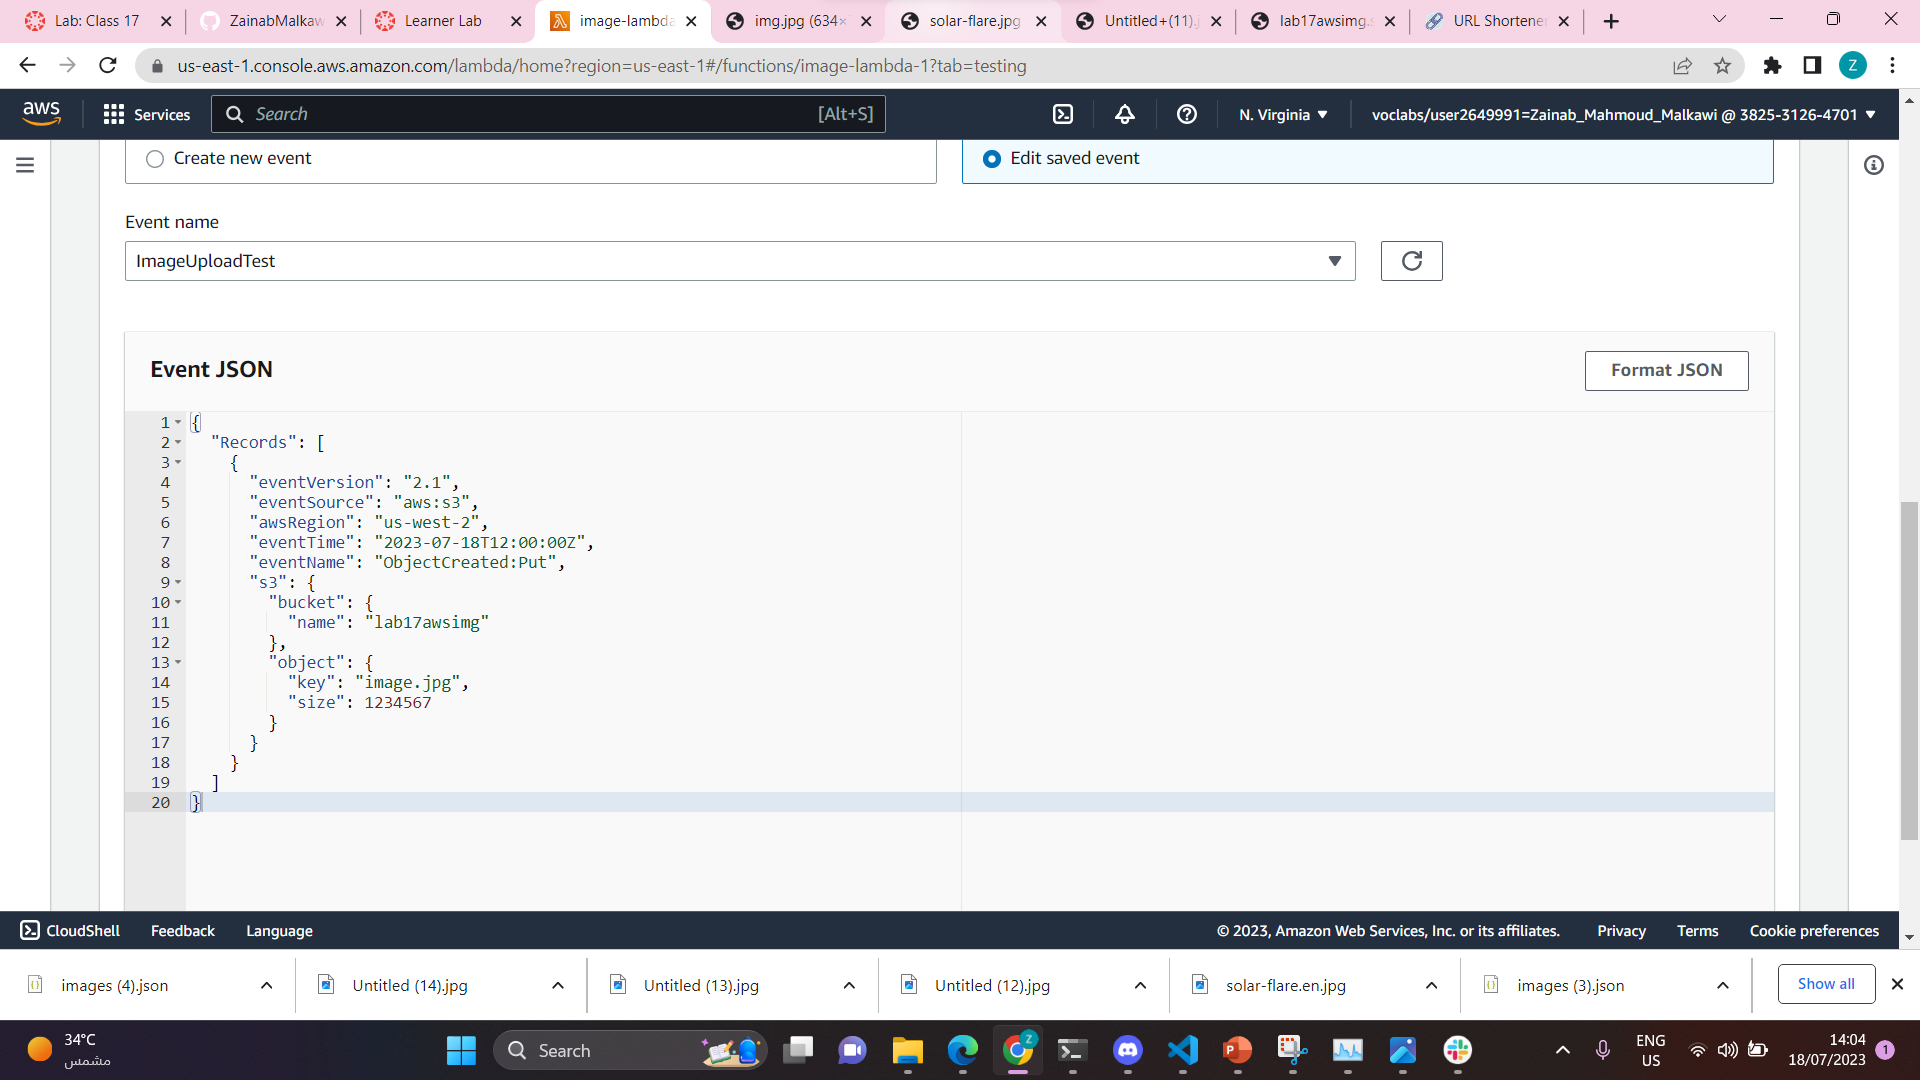 Lab: Class 17
ZainabMalkaw
Learner Lab
image-lambda
img.jpg (634×
solar-flare.jpg
Untitled+(11).j
lab17awsimg.s
URL Shortener
us-east-1.console.aws.amazon.com/lambda/home?region=us-east-1#/functions/image-lambda-1?tab=testing
Z
aws
Services
Search
[Alt+S]
N. Virginia
voclabs/user2649991=Zainab_Mahmoud_Malkawi @ 3825-3126-4701
Create new event
Edit saved event
Event name
ImageUploadTest
Event JSON
Format JSON
1 {
2 "Records": [
3 {
4 "eventVersion": "2.1",
5 "eventSource": "aws:s3",
6 "awsRegion": "us-west-2",
7 "eventTime": "2023-07-18T12:00:00Z",
8 "eventName": "ObjectCreated:Put",
9 "s3": {
10 "bucket": {
11 "name": "lab17awsimg"
12 },
13 "object": {
14 "key": "image.jpg",
15 "size": 1234567
16 }
17 }
18 }
19 ]
20 }
CloudShell
Feedback
Language
© 2023, Amazon Web Services, Inc. or its affiliates.
Privacy
Terms
Cookie preferences
images (4).json
Untitled (14).jpg
Untitled (13).jpg
Untitled (12).jpg
solar-flare.en.jpg
images (3).json
Show all
34°C
مشمس
Search
Z
ENG
US
14:04
18/07/2023
1